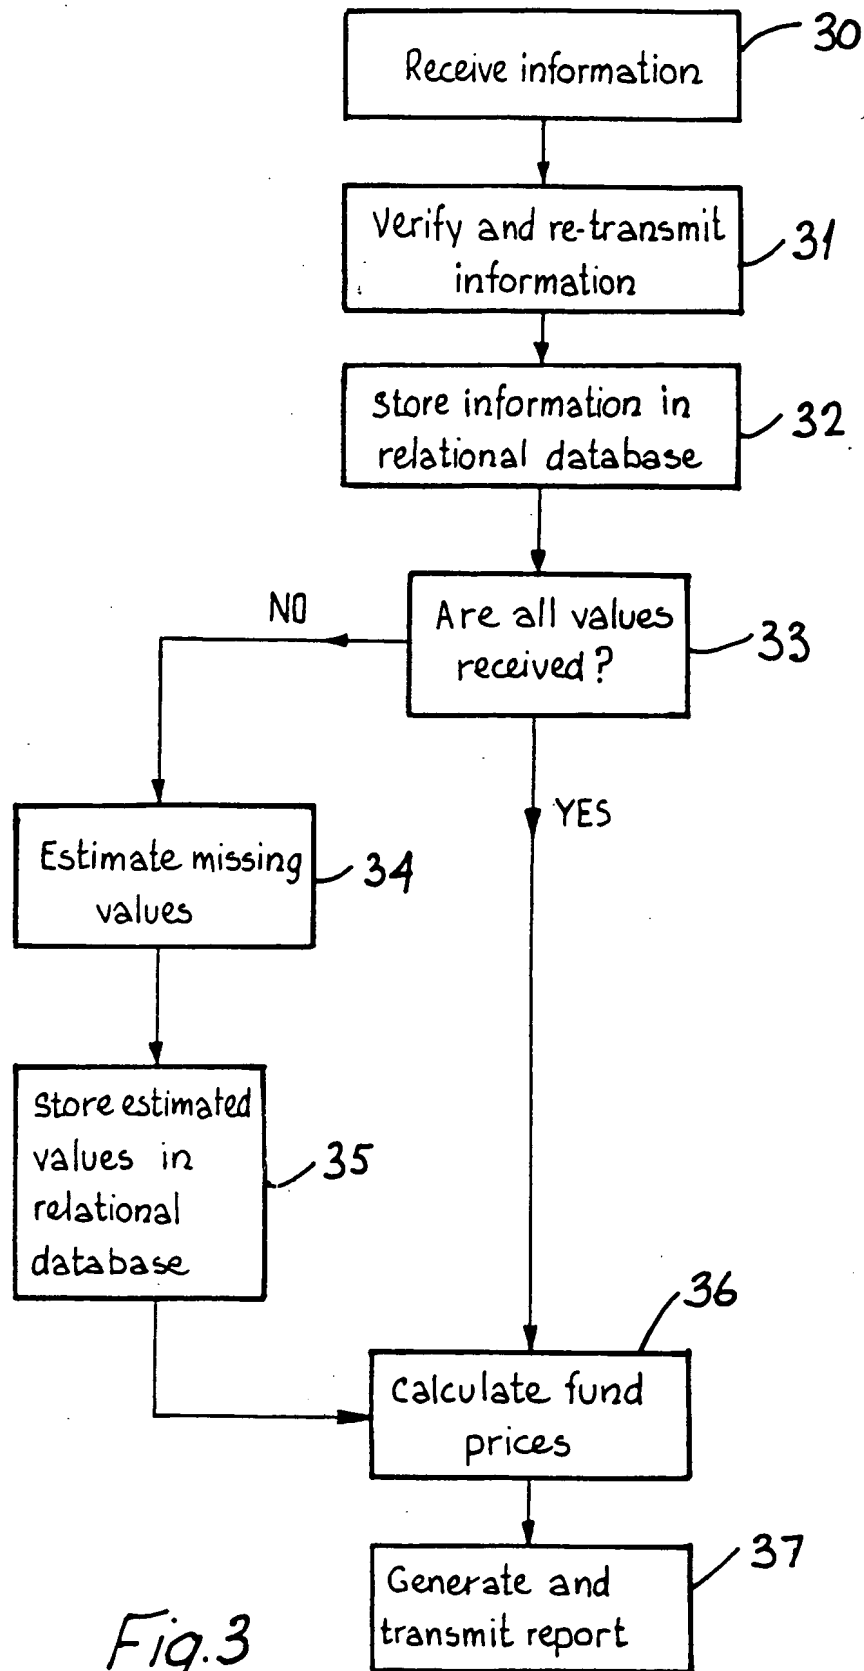 Receive information
30
Verify and re-transmit
information
31
Store information in
relational database
32
Are all values
received?
33
NO
YES
Estimate missing
values
34
Store estimated
values in
relational
database
35
36
Calculate fund
prices
Generate and
transmit report
37
Fig.3